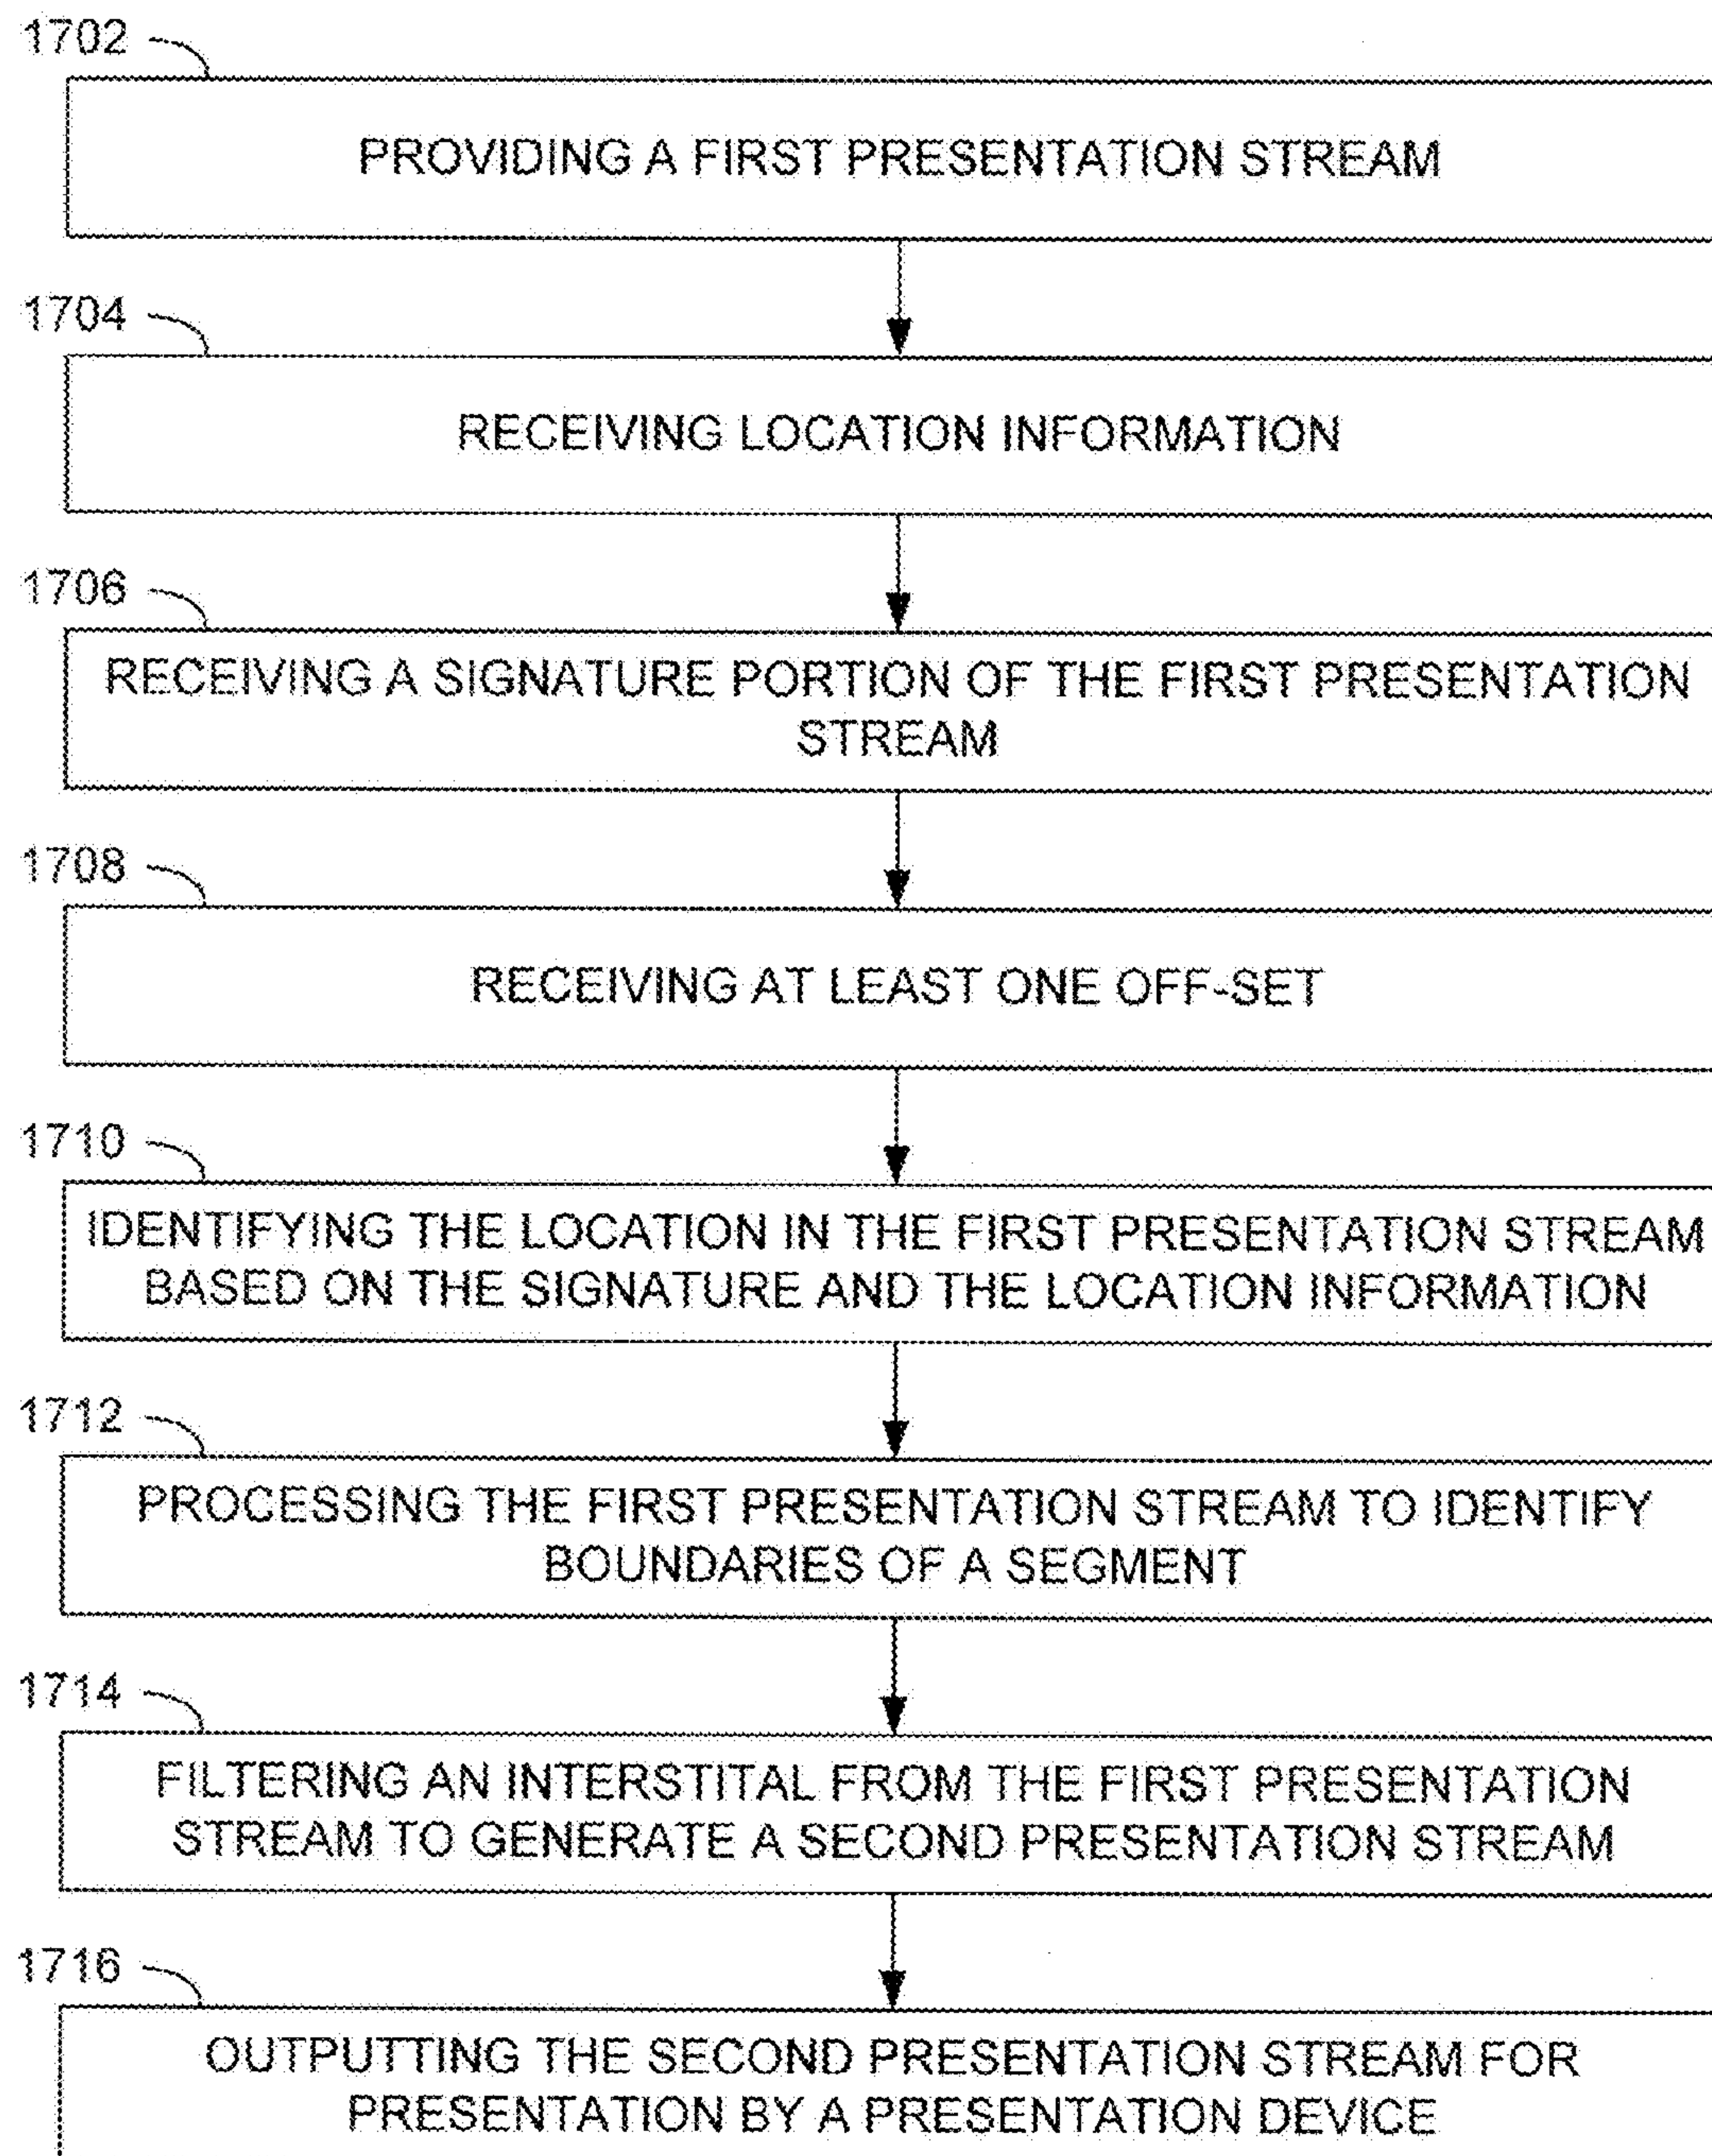 1702
PROVIDING A FIRST PRESENTATION STREAM
1704
RECEIVING LOCATION INFORMATION
1706
RECEIVING A SIGNATURE PORTION OF THE FIRST PRESENTATION
STREAM
1708
RECEIVING AT LEAST ONE OFF-SET
1710
IDENTIFYING THE LOCATION IN THE FIRST PRESENTATION STREAM
BASED ON THE SIGNATURE AND THE LOCATION INFORMATION
1712
PROCESSING THE FIRST PRESENTATION STREAM TO IDENTIFY
BOUNDARIES OF A SEGMENT
1714
FILTERING AN INTERSTITAL FROM THE FIRST PRESENTATION
STREAM TO GENERATE A SECOND PRESENTATION STREAM
1716
OUTPUTTING THE SECOND PRESENTATION STREAM FOR
PRESENTATION BY A PRESENTATION DEVICE